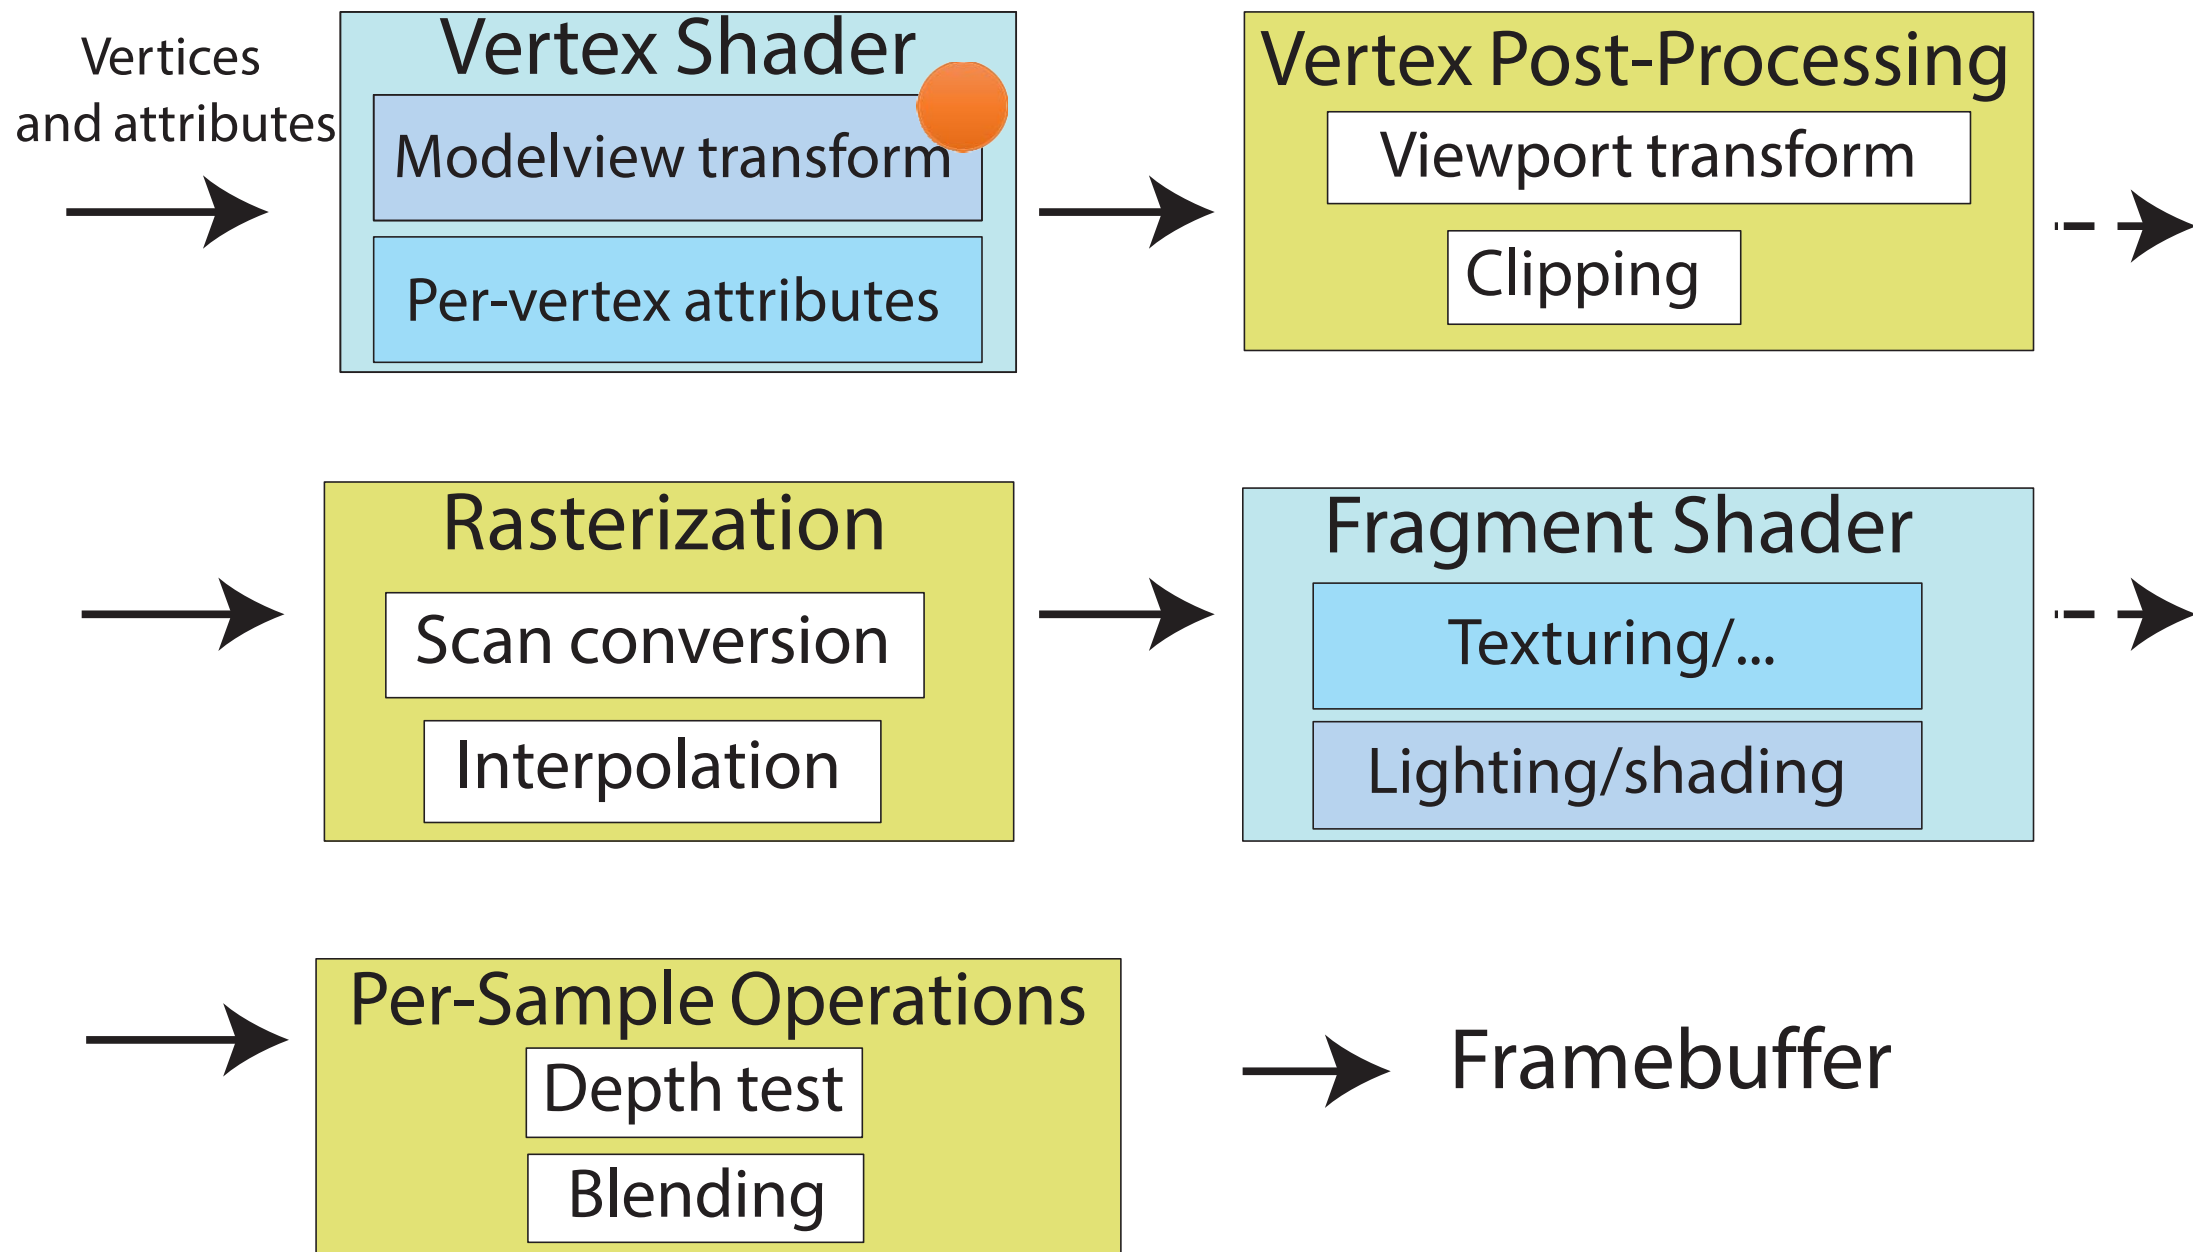 Vertices
and attributes
Vertex Shader
Modelview transform
Per-vertex attributes
Vertex Post-Processing
Viewport transform
Clipping
Rasterization
Scan conversion
Interpolation
Fragment Shader
Texturing/...
Lighting/shading
Per-Sample Operations
Depth test
Blending
Framebuffer